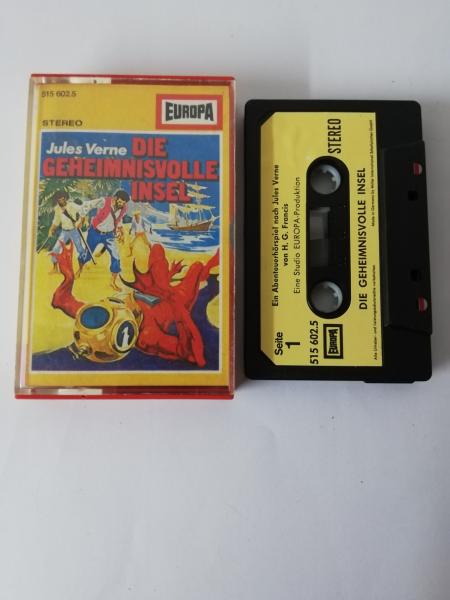 515 602.5
EUROPA
STEREO
Jules Verne DIE
GEHEIMNISVOLLE
INSEL
STEREO
Ein Abenteuerhörspiel nach Jules Verne
von H. G. Francis
Eine Studio EUROPA-Produktion
DIE GEHEIMNISVOLLE INSEL
Seite
1
515 602.5
EUROPA